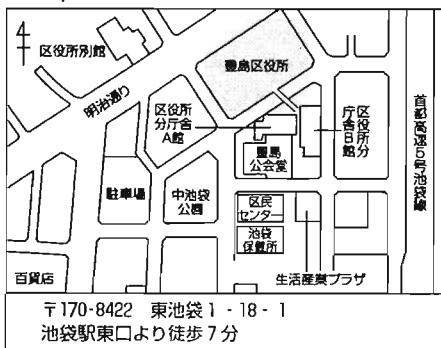 4
区役所別館
豊島区役所
明治通り
区役所
分庁舎
A館
区役所分
庁舎B館
首都高速5号池袋線
豊島
公会堂
駐車場
中池袋
公園
区民
センター
池袋
保健所
百貨店
生活産業プラザ
〒170-8422 東池袋1-18-1
池袋駅東口より徒歩7分